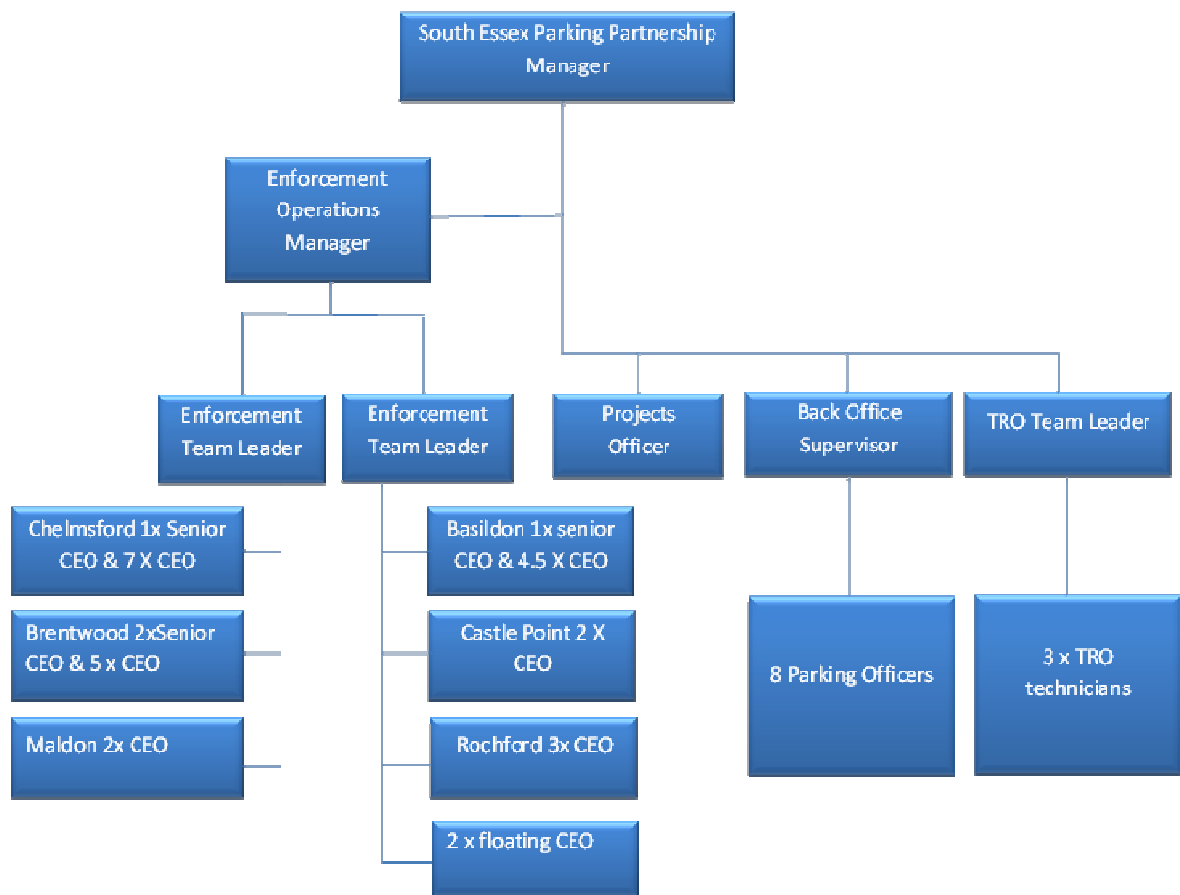 South Essex Parking Partnership
Manager
Enforcement
Operations
Manager
Enforcement
Team Leader
Enforcement
Team Leader
Projects
Officer
Back Office
Supervisor
TRO Team Leader
Chelmsford 1x Senior
CEO & 7 X CEO
Basildon 1x senior
CEO & 4.5 X CEO
Brentwood 2xSenior
CEO & 5 x CEO
Castle Point 2 X
CEO
8 Parking Officers
3 x TRO
technicians
Maldon 2x CEO
Rochford 3x CEO
2 x floating CEO